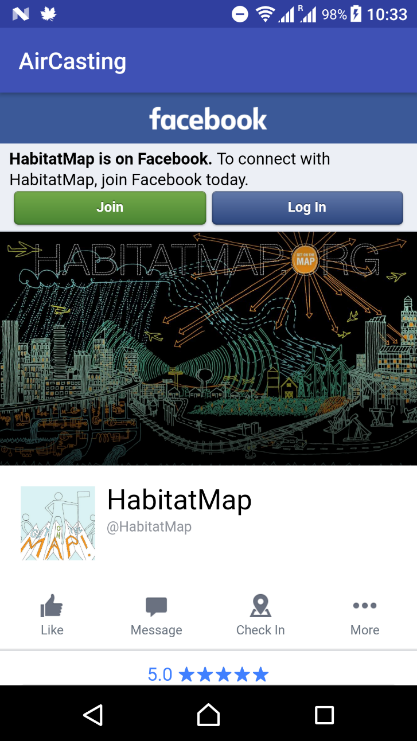 R
98%
10:33
AirCasting
facebook
HabitatMap is on Facebook. To connect with
HabitatMap, join Facebook today.
Join
Log In
HABITATMAP.ORG
MAP
MAP!
HabitatMap
@HabitatMap
Like
Message
Check In
More
5.0